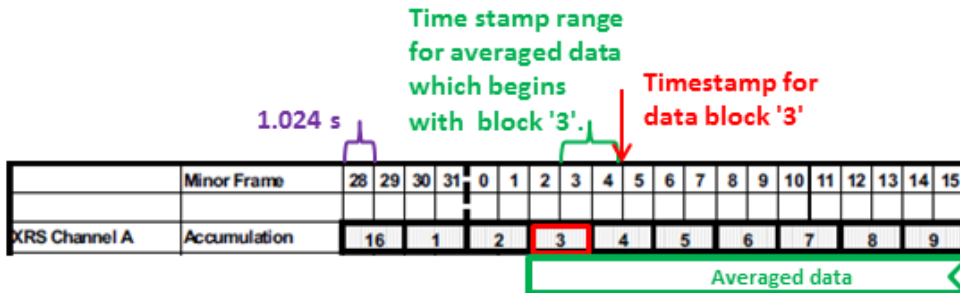 Time stamp range
for averaged data
which begins
with block '3'.
Timestamp for
data block '3'
1.024 s
Minor Frame 28 29 30 31 0 1 2 3 4 5 6 7 8 9 10 11 12 13 14 15
XRS Channel A Accumulation 16 1 2 3 4 5 6 7 8 9
Averaged data